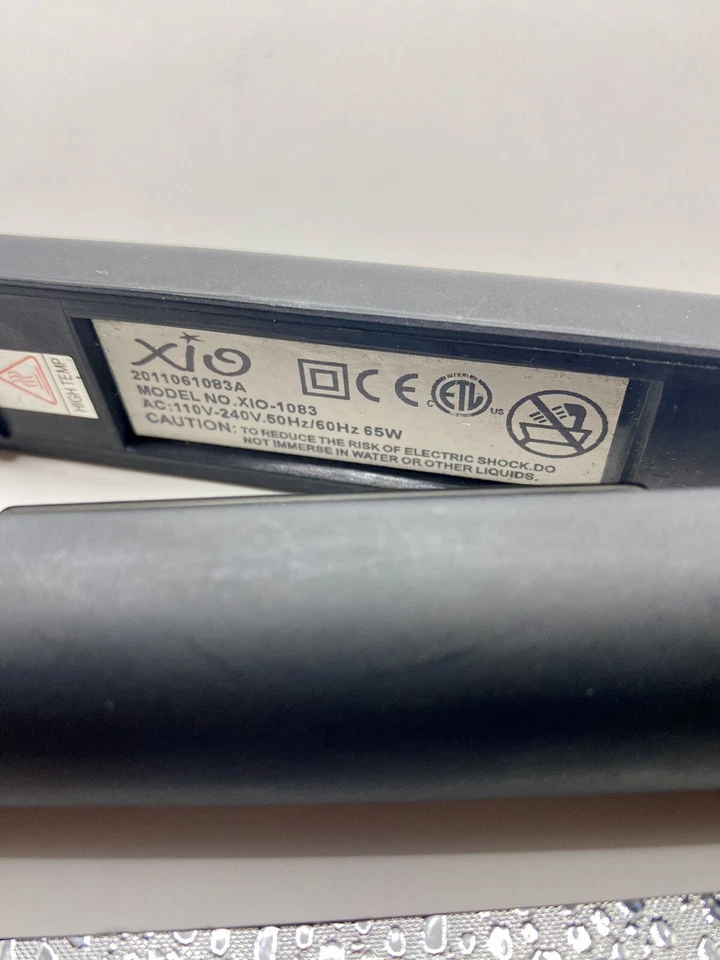 xio
2011061083A
MODEL NO.XIO-1083
AC:110V-240V.50Hz/60Hz 65W
CAUTION: TO REDUCE THE RISK OF ELECTRIC SHOCK.DO
NOT IMMERSE IN WATER OR OTHER LIQUIDS.
CE
C ETL US
HIGH TEMP